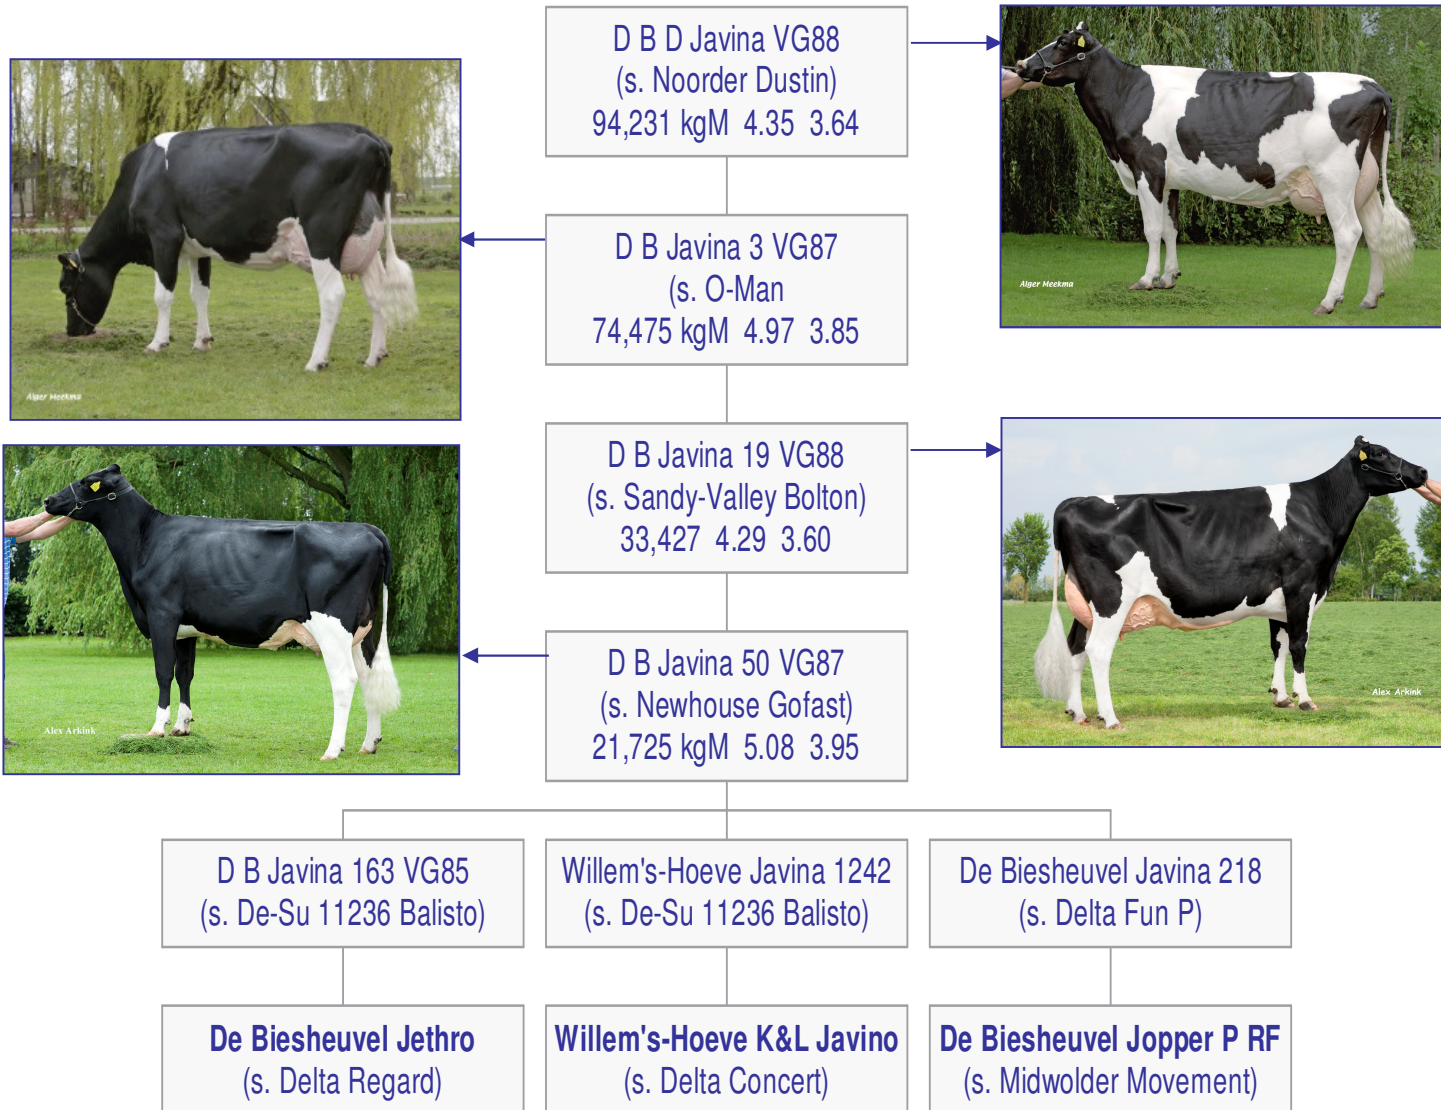 D B D Javina VG88
(s. Noorder Dustin)
94,231 kgM 4.35 3.64
Alger Meekma
D B Javina 3 VG87
(s. O-Man
74,475 kgM 4.97 3.85
Alger Meekma
D B Javina 19 VG88
(s. Sandy-Valley Bolton)
33,427 4.29 3.60
Alex Arkink
D B Javina 50 VG87
(s. Newhouse Gofast)
21,725 kgM 5.08 3.95
Alex Arkink
D B Javina 163 VG85
(s. De-Su 11236 Balisto)
Willem's-Hoeve Javina 1242
(s. De-Su 11236 Balisto)
De Biesheuvel Javina 218
(s. Delta Fun P)
De Biesheuvel Jethro
(s. Delta Regard)
Willem's-Hoeve K&L Javino
(s. Delta Concert)
De Biesheuvel Jopper P RF
(s. Midwolder Movement)